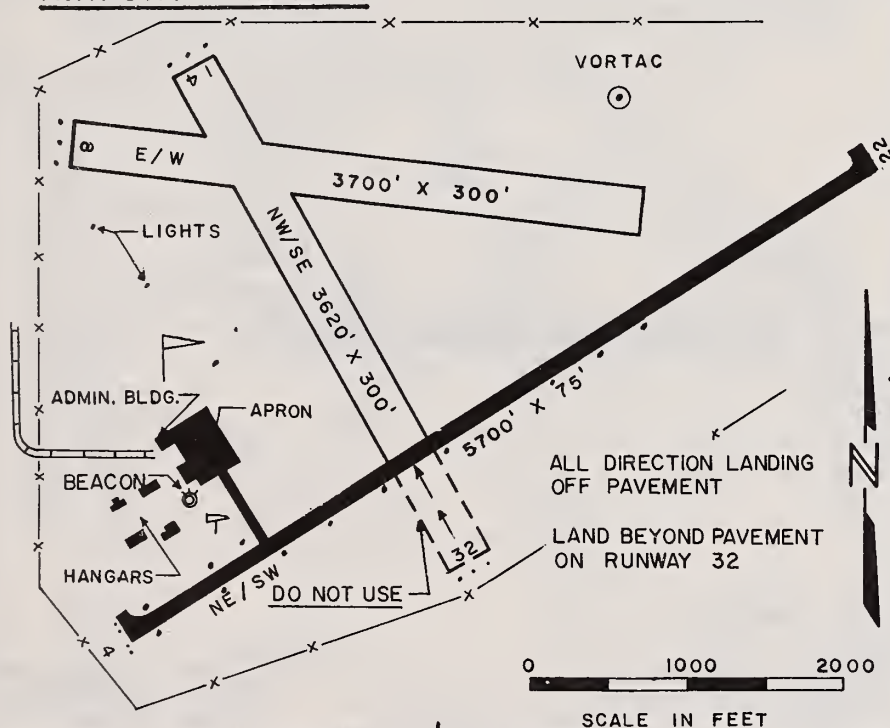 VORTAC
14
8
E/W
3700' X 300'
22
LIGHTS
NW/SE 3620' X 300'
ADMIN. BLDG.
APRON
5700' X 75'
N
BEACON
ALL DIRECTION LANDING
OFF PAVEMENT
LAND BEYOND PAVEMENT
ON RUNWAY 32
32
HANGARS
NE/SW
DO NOT USE
4
0 1000 2000
SCALE IN FEET